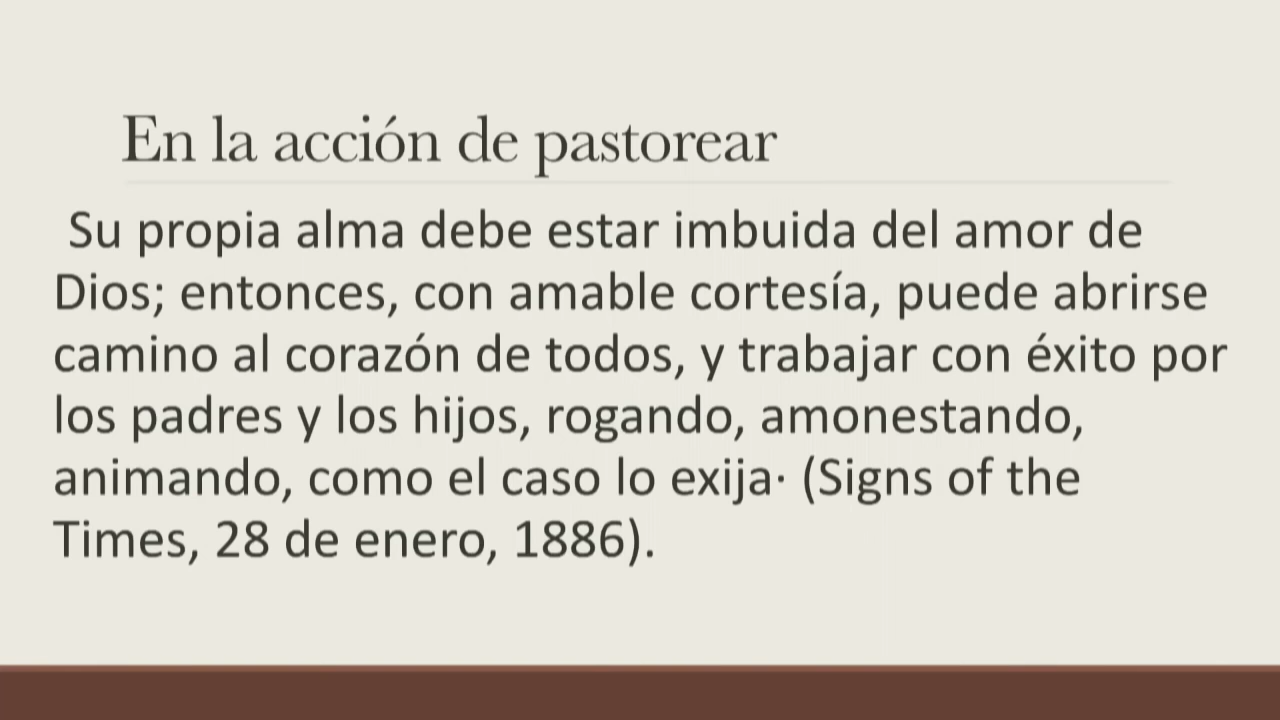 En la acción de pastorear
Su propia alma debe estar imbuida del amor de
Dios; entonces, con amable cortesía, puede abrirse
camino al corazón de todos, y trabajar con éxito por
los padres y los hijos, rogando, amonestando,
animando, como el caso lo exija· (Signs of the
Times, 28 de enero, 1886).